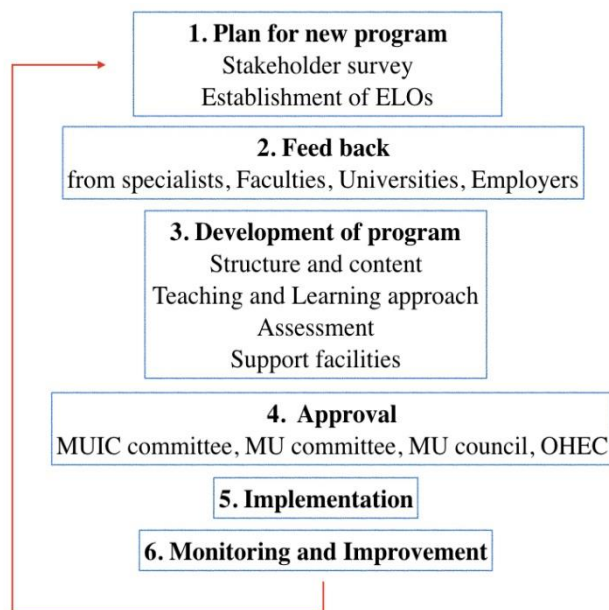 1. Plan for new program
Stakeholder survey
Establishment of ELOs
2. Feed back
from specialists, Faculties, Universities, Employers
3. Development of program
Structure and content
Teaching and Learning approach
Assessment
Support facilities
4. Approval
MUIC committee, MU committee, MU council, OHEC
5. Implementation
6. Monitoring and Improvement